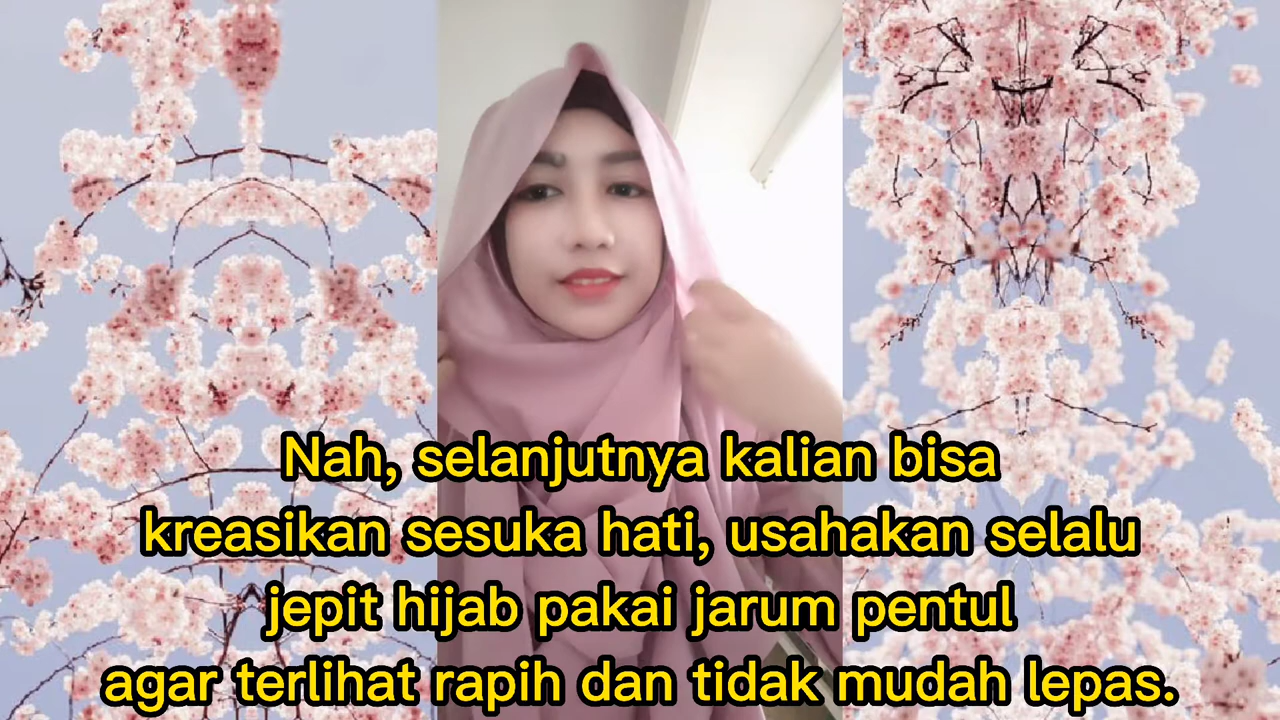 Nah, selanjutnya kalian bisa
kreasikan sesuka hati, usahakan selalu
jepit hijab pakai jarum pentul
agar terlihat rapih dan tidak mudah lepas.